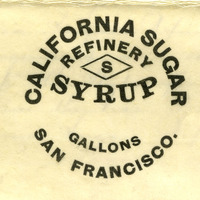 CALIFORNIA SUGAR
REFINERY
S
SYRUP
GALLONS
SAN FRANCISCO.